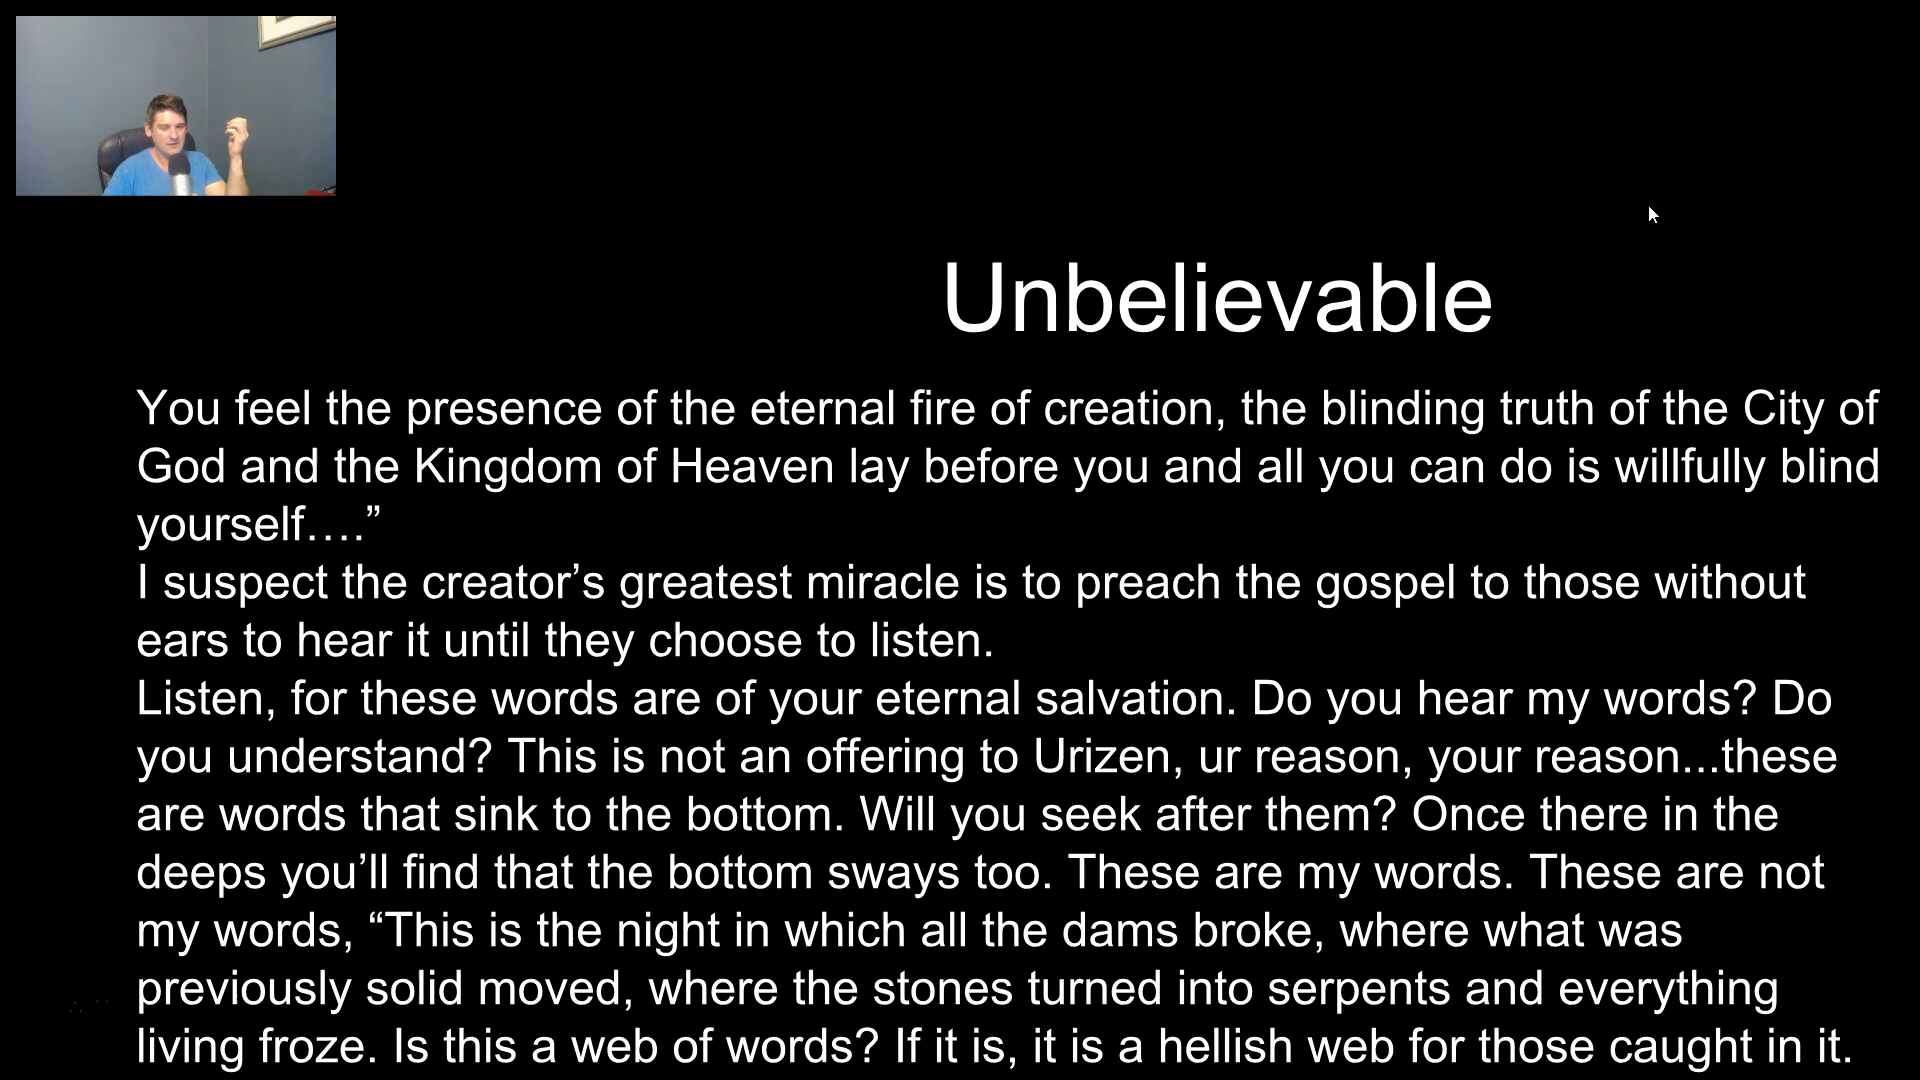 Unbelievable
You feel the presence of the eternal fire of creation, the blinding truth of the City of
God and the Kingdom of Heaven lay before you and all you can do is willfully blind
yourself….”
I suspect the creator’s greatest miracle is to preach the gospel to those without
ears to hear it until they choose to listen.
Listen, for these words are of your eternal salvation. Do you hear my words? Do
you understand? This is not an offering to Urizen, ur reason, your reason...these
are words that sink to the bottom. Will you seek after them? Once there in the
deeps you’ll find that the bottom sways too. These are my words. These are not
my words, “This is the night in which all the dams broke, where what was
previously solid moved, where the stones turned into serpents and everything
living froze. Is this a web of words? If it is, it is a hellish web for those caught in it.